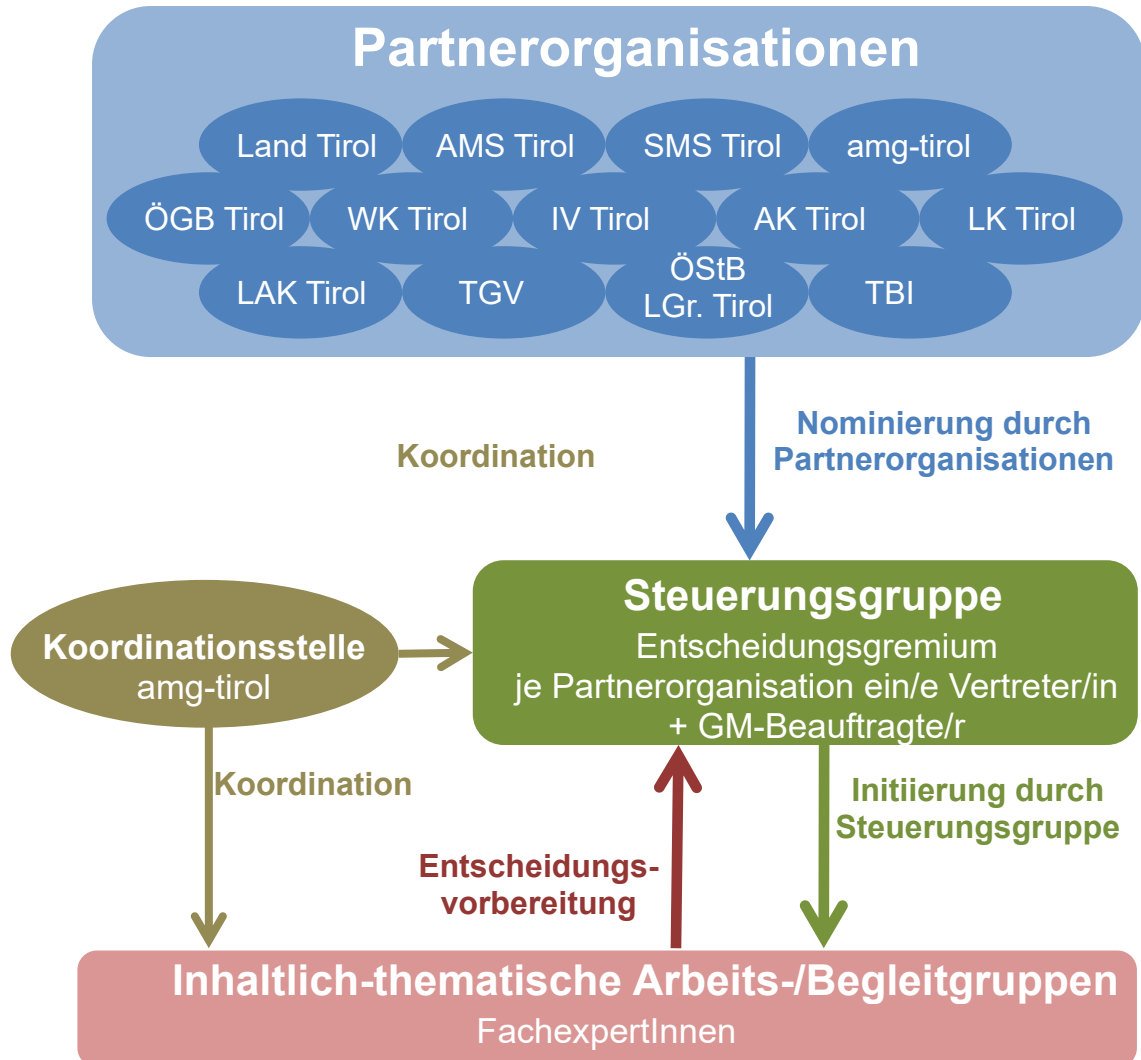 Partnerorganisationen
Land Tirol
AMS Tirol
SMS Tirol
amg-tirol
ÖGB Tirol
WK Tirol
IV Tirol
AK Tirol
LK Tirol
LAK Tirol
TGV
ÖStB
LGr. Tirol
TBI
Koordination
Nominierung durch
Partnerorganisationen
Koordinationsstelle
amg-tirol
Steuerungsgruppe
Entscheidungsgremium
je Partnerorganisation ein/e Vertreter/in
+ GM-Beauftragte/r
Koordination
Entscheidungs-
vorbereitung
Initiierung durch
Steuerungsgruppe
Inhaltlich-thematische Arbeits-/Begleitgruppen
FachexpertInnen